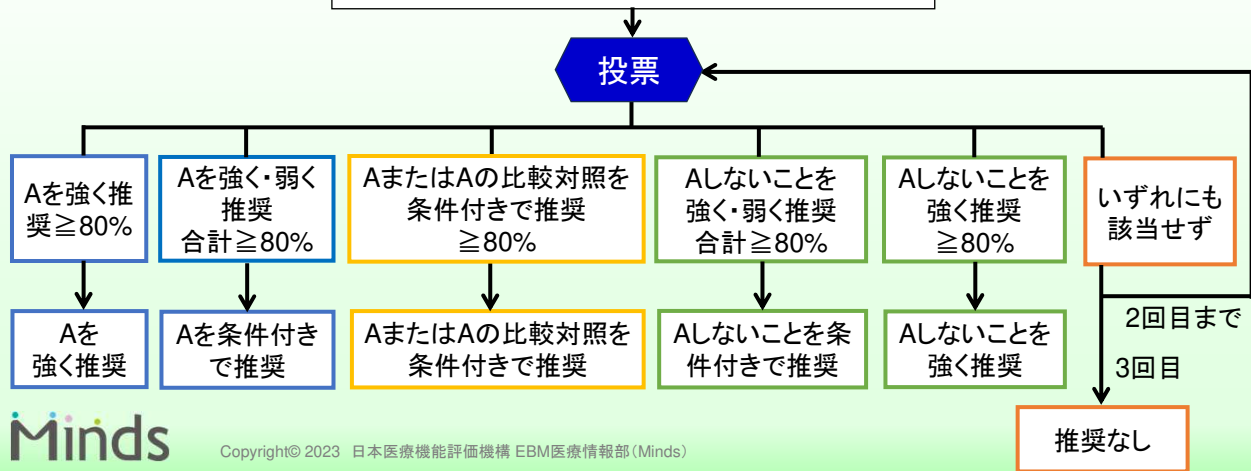 投票
Aを強く推
奨≧80%
Aを強く・弱く
推奨
合計≧80%
AまたはAの比較対照を
条件付きで推奨
≧80%
Aしないことを
強く・弱く推奨
合計≧80%
Aしないことを
強く推奨
≧80%
いずれにも
該当せず
Aを
強く推奨
Aを条件付き
で推奨
AまたはAの比較対照を
条件付きで推奨
Aしないことを条
件付きで推奨
Aしないことを
強く推奨
2回目まで
3回目
推奨なし
Minds
Copyright© 2023 日本医療機能評価機構 EBM医療情報部(Minds)